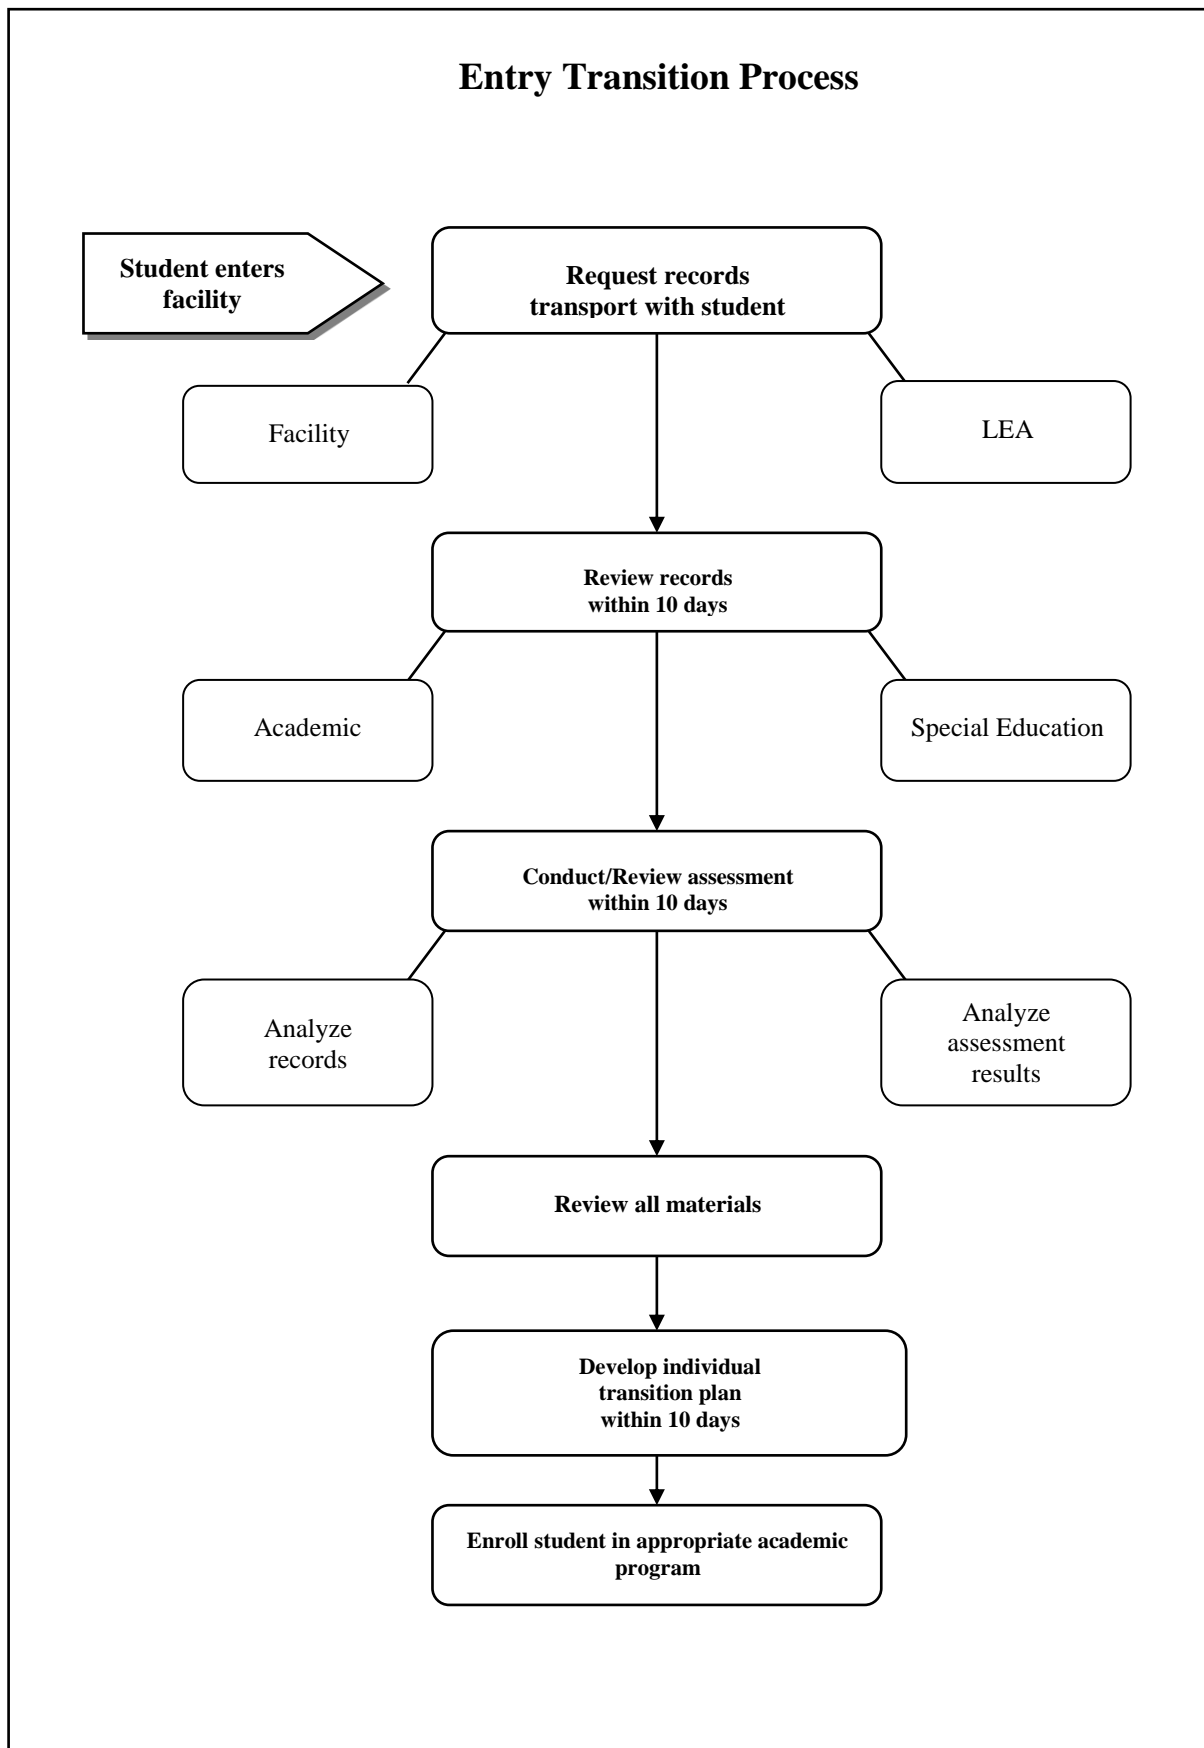 Entry Transition Process
Student enters
facility
Request records
transport with student
Facility
LEA
Review records
within 10 days
Academic
Special Education
Conduct/Review assessment
within 10 days
Analyze
records
Analyze
assessment
results
Review all materials
Develop individual
transition plan
within 10 days
Enroll student in appropriate academic
program